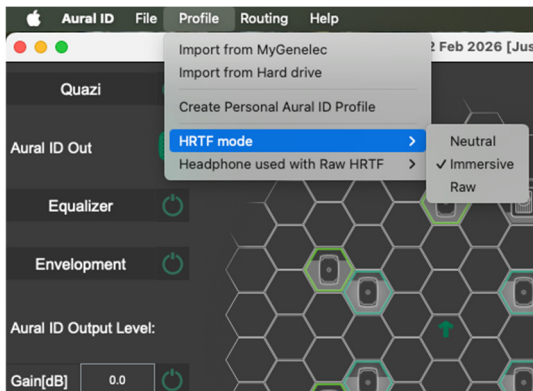 Aural ID File Profile Routing Help
2 Feb 2026 [Jus
Import from MyGenelec
Import from Hard drive
Create Personal Aural ID Profile
HRTF mode
Headphone used with Raw HRTF
Neutral
Immersive
Raw
Quazi
Aural ID Out
Equalizer
Envelopment
Aural ID Output Level:
Gain[dB] 0.0